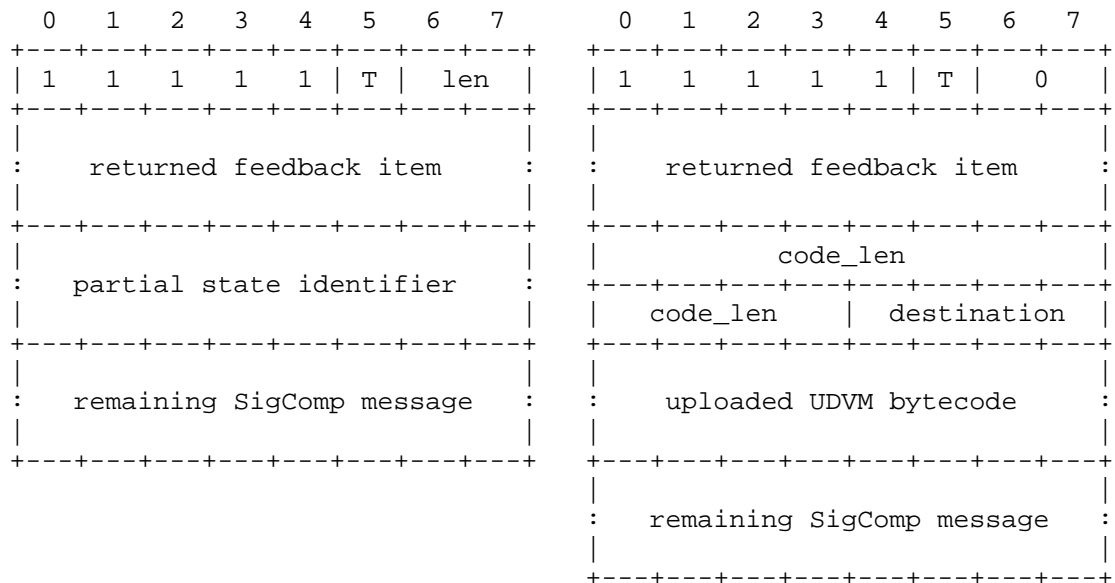 0 1 2 3 4 5 6 7 0 1 2 3 4 5 6 7
+---+---+---+---+---+---+---+---+ +---+---+---+---+---+---+---+---+
| 1 1 1 1 1 | T | len | | 1 1 1 1 1 | T | 0 |
+---+---+---+---+---+---+---+---+ +---+---+---+---+---+---+---+---+
| | | |
: returned feedback item : : returned feedback item :
| | | |
+---+---+---+---+---+---+---+---+ +---+---+---+---+---+---+---+---+
| | | code_len |
: partial state identifier : +---+---+---+---+---+---+---+---+
| | | code_len | destination |
+---+---+---+---+---+---+---+---+ +---+---+---+---+---+---+---+---+
| | | |
: remaining SigComp message : : uploaded UDVM bytecode :
| | | |
+---+---+---+---+---+---+---+---+ +---+---+---+---+---+---+---+---+
| |
: remaining SigComp message :
| |
+---+---+---+---+---+---+---+---+